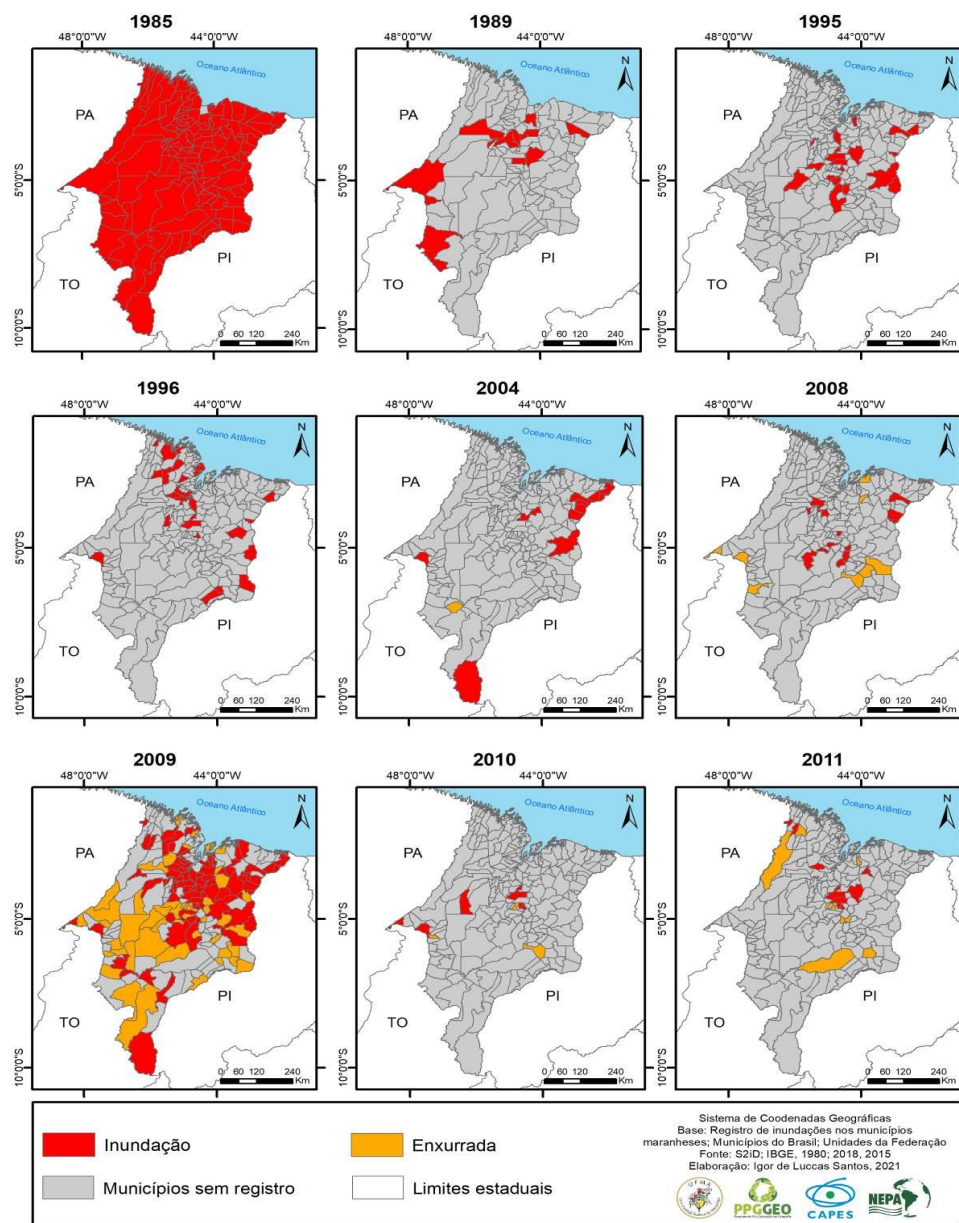 1985
1989
1995
48°0'0"W 44°0'0"W
48°0'0"W 44°0'0"W
48°0'0"W 44°0'0"W
Oceano Atlântico
Oceano Atlântico
Oceano Atlântico
N
N
PA
PA
PA
5°0'0"S
5°0'0"S
5°0'0"S
PI
PI
PI
TO
TO
TO
10°0'0"S
10°0'0"S
10°0'0"S
0 60 120 240
Km
0 60 120 240
Km
0 60 120 240
Km
1996
2004
2008
48°0'0"W 44°0'0"W
48°0'0"W 44°0'0"W
48°0'0"W 44°0'0"W
Oceano Atlântico
Oceano Atlântico
Oceano Atlântico
N
N
N
PA
PA
PA
5°0'0"S
5°0'0"S
5°0'0"S
PI
PI
PI
TO
TO
TO
10°0'0"S
10°0'0"S
10°0'0"S
0 60 120 240
Km
0 60 120 240
Km
0 60 120 240
Km
2009
2010
2011
48°0'0"W 44°0'0"W
48°0'0"W 44°0'0"W
48°0'0"W 44°0'0"W
Oceano Atlântico
Oceano Atlântico
Oceano Atlântico
N
N
N
PA
PA
PA
5°0'0"S
5°0'0"S
5°0'0"S
PI
PI
PI
TO
TO
TO
10°0'0"S
10°0'0"S
10°0'0"S
0 60 120 240
Km
0 60 120 240
Km
0 60 120 240
Km
Inundação
Enxurrada
Municípios sem registro
Limites estaduais
Sistema de Coodenadas Geográficas
Base: Registro de inundações nos municípios
maranheses; Municípios do Brasil; Unidades da Federação
Fonte: S2iD; IBGE, 1980; 2018, 2015
Elaboração: Igor de Luccas Santos, 2021
UFMA
PPGGEO
CAPES
NEPA